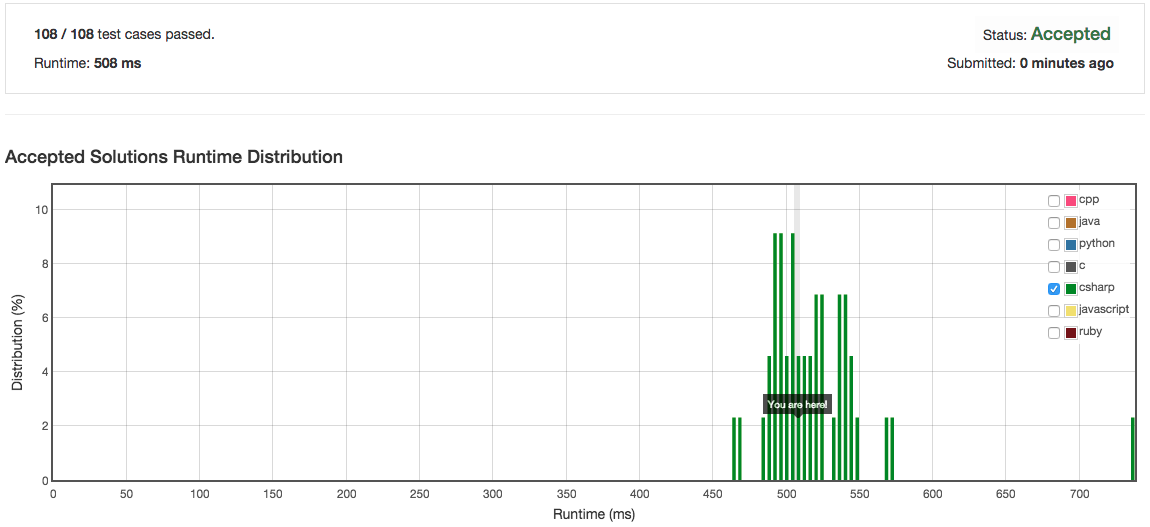 108 / 108 test cases passed.
Status: Accepted
Runtime: 508 ms
Submitted: 0 minutes ago
Accepted Solutions Runtime Distribution
Distribution (%)
10
8
6
4
2
0
cpp
java
python
c
csharp
javascript
ruby
You are here!
0 50 100 150 200 250 300 350 400 450 500 550 600 650 700
Runtime (ms)